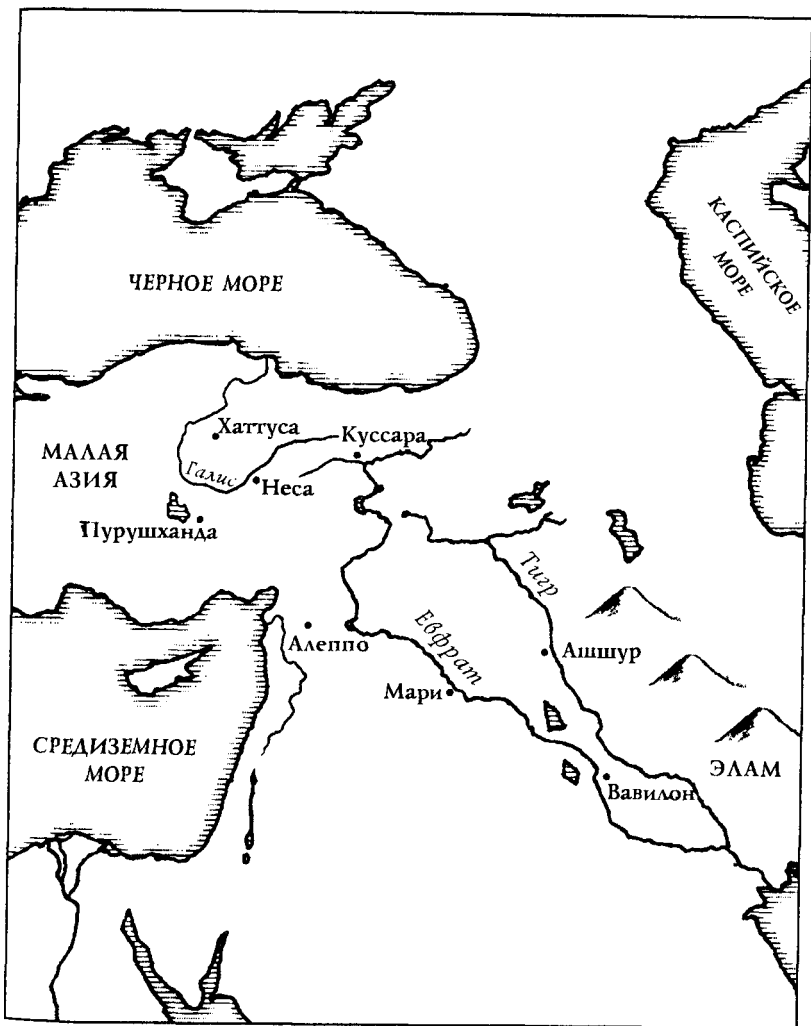 ЧЕРНОЕ МОРЕ
КАСПИЙСКОЕ
МОРЕ
Хаттуса
Куссара
МАЛАЯ
АЗИЯ
Галис
Неса
Пурушханда
Тигр
Евфрат
Алеппо
Ашшур
Мари
СРЕДИЗЕМНОЕ
МОРЕ
ЭЛАМ
Вавилон